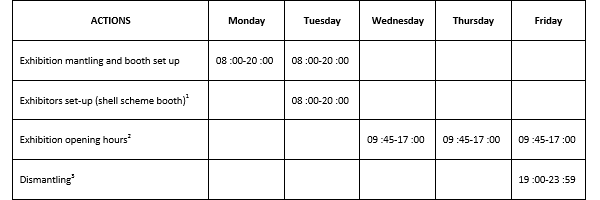 ACTIONS Monday Tuesday Wednesday Thursday Friday
Exhibition mantling and booth set up 08 :00-20 :00 08 :00-20 :00
Exhibitors set-up (shell scheme booth)¹ 08 :00-20 :00
Exhibition opening hours² 09 :45-17 :00 09 :45-17 :00 09 :45-17 :00
Dismantling³ 19 :00-23 :59